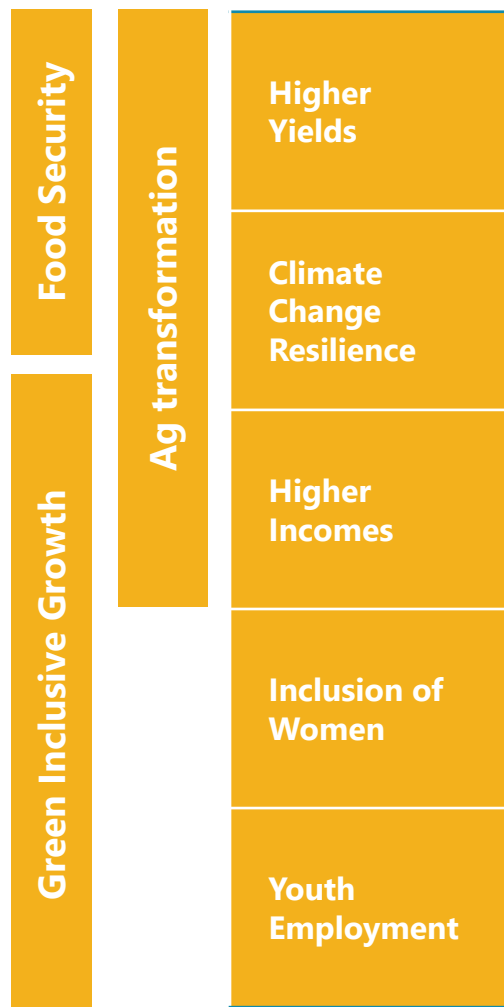 Food Security
Green Inclusive Growth
Ag transformation
Higher
Yields
Climate
Change
Resilience
Higher
Incomes
Inclusion of
Women
Youth
Employment